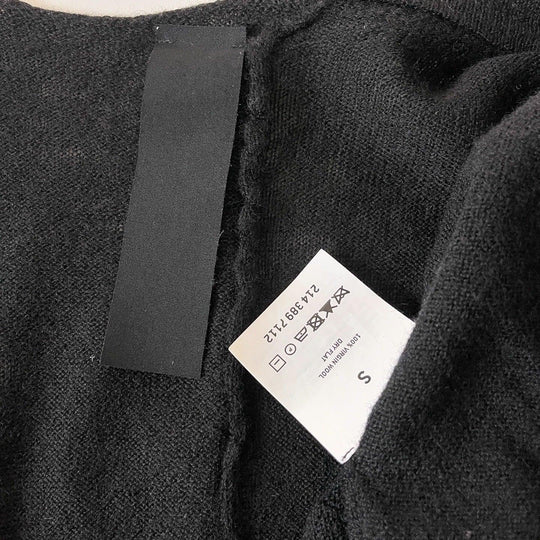 S
100% VIRGIN WOOL
DRY FLAT
214 389 7112